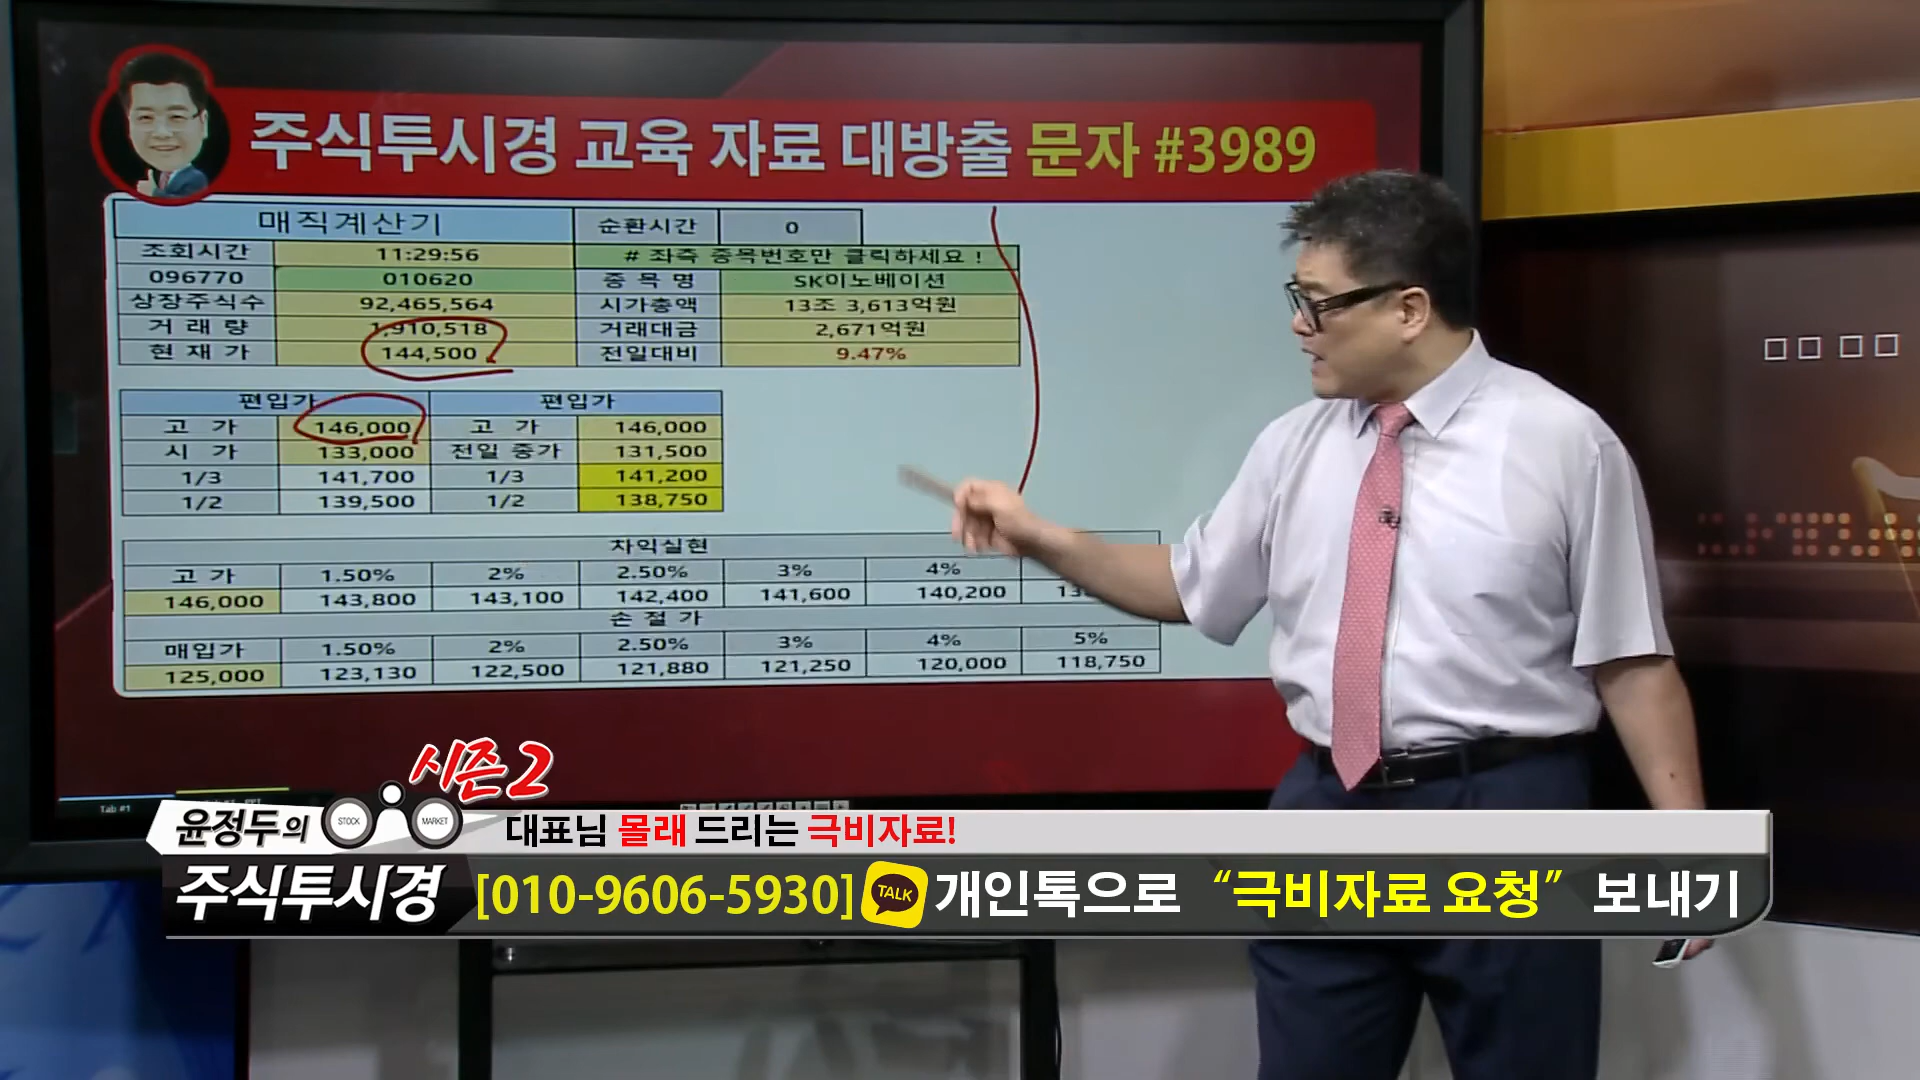 주식투시경 교육 자료 대방출 문자 #3989
매직계산기 순환시간 0
조회시간 11:29:56 # 좌측 종목번호만 클릭하세요 !
096770 010620 종 목 명 SK이노베이션
상장주식수 92,465,564 시가총액 13조 3,613억원
거 래 량 1,910,518 거래대금 2,671억원
현 재 가 144,500 전일대비 9.47%
편입가 편입가
고 가 146,000 고 가 146,000
시 가 133,000 전일 종가 131,500
1/3 141,700 1/3 141,200
1/2 139,500 1/2 138,750
차익실현
고 가 1.50% 2% 2.50% 3% 4%
146,000 143,800 143,100 142,400 141,600 140,200
손 절 가
매입가 1.50% 2% 2.50% 3% 4% 5%
125,000 123,130 122,500 121,880 121,250 120,000 118,750
Tab #1
시즌2
윤정두의 STOCK MARKET
주식투시경
대표님 몰래 드리는 극비자료!
[010-9606-5930] TALK 개인톡으로 “극비자료 요청” 보내기